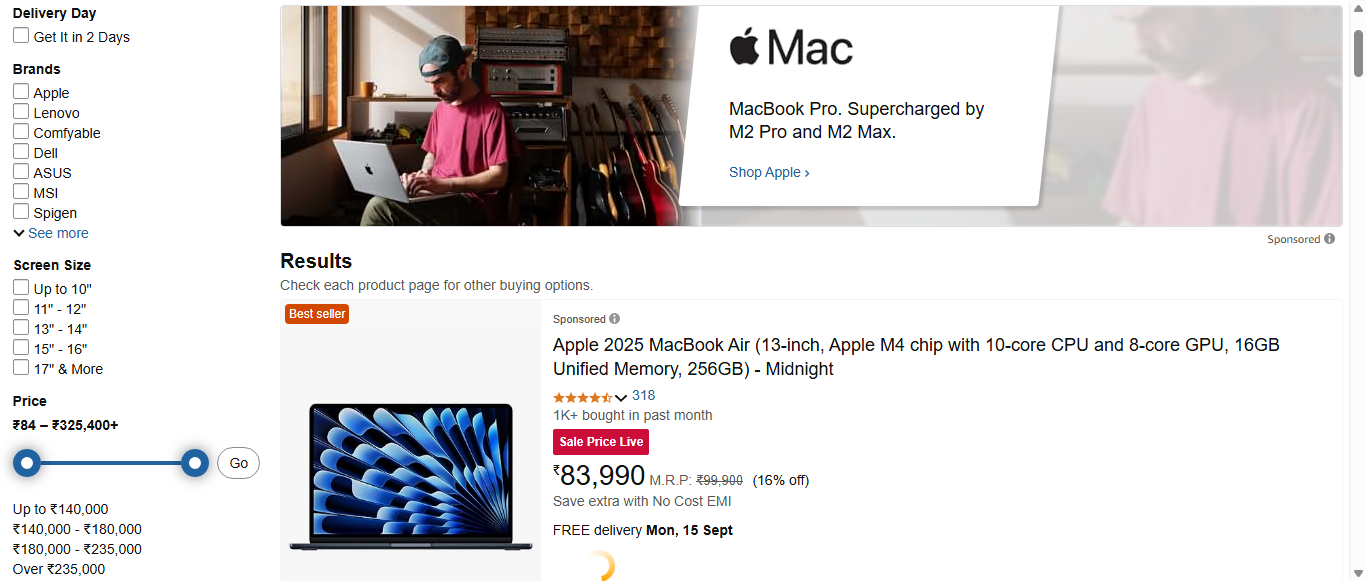 Delivery Day
Get It in 2 Days
Brands
Apple
Lenovo
Comfyable
Dell
ASUS
MSI
Spigen
See more
Screen Size
Up to 10"
11" - 12"
13" - 14"
15" - 16"
17" & More
Price
₹84 – ₹325,400+
Go
Up to ₹140,000
₹140,000 - ₹180,000
₹180,000 - ₹235,000
Over ₹235,000
Mac
MacBook Pro. Supercharged by
M2 Pro and M2 Max.
Shop Apple ›
Sponsored
Results
Check each product page for other buying options.
Best seller
Sponsored
Apple 2025 MacBook Air (13-inch, Apple M4 chip with 10-core CPU and 8-core GPU, 16GB
Unified Memory, 256GB) - Midnight
318
1K+ bought in past month
Sale Price Live
₹83,990 M.R.P: ₹99,900 (16% off)
Save extra with No Cost EMI
FREE delivery Mon, 15 Sept